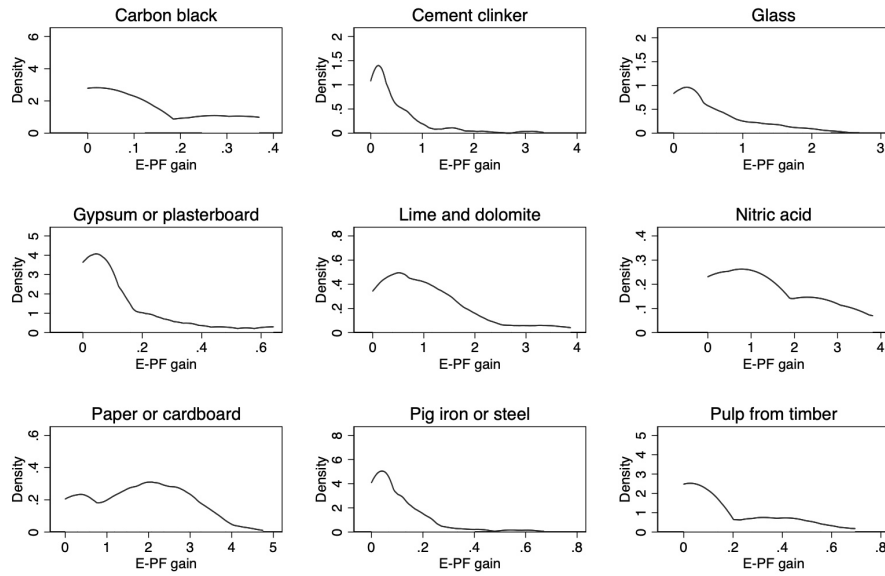 Carbon black
Cement clinker
Glass
Density
0 2 4 6
0 .1 .2 .3 .4
E-PF gain
Density
0 .5 1 1.5 2
0 1 2 3 4
E-PF gain
Density
0 .5 1 1.5 2
0 1 2 3
E-PF gain
Gypsum or plasterboard
Lime and dolomite
Nitric acid
Density
0 1 2 3 4 5
0 .2 .4 .6
E-PF gain
Density
0 .2 .4 .6 .8
0 1 2 3 4
E-PF gain
Density
0 .1 .2 .3 .4
0 1 2 3 4
E-PF gain
Paper or cardboard
Pig iron or steel
Pulp from timber
Density
0 .2 .4 .6
0 1 2 3 4 5
E-PF gain
Density
0 2 4 6 8
0 .2 .4 .6 .8
E-PF gain
Density
0 1 2 3 4 5
0 .2 .4 .6 .8
E-PF gain